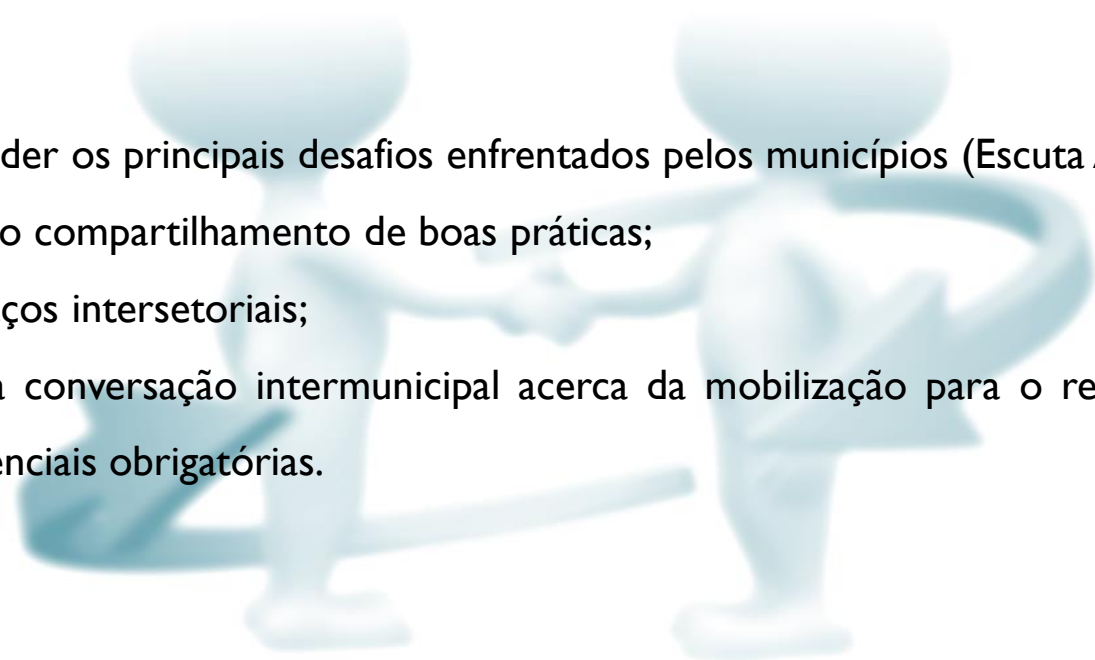 der os principais desafios enfrentados pelos municípios (Escuta
o compartilhamento de boas práticas;
ços intersetoriais;
a conversação intermunicipal acerca da mobilização para o re
enciais obrigatórias.